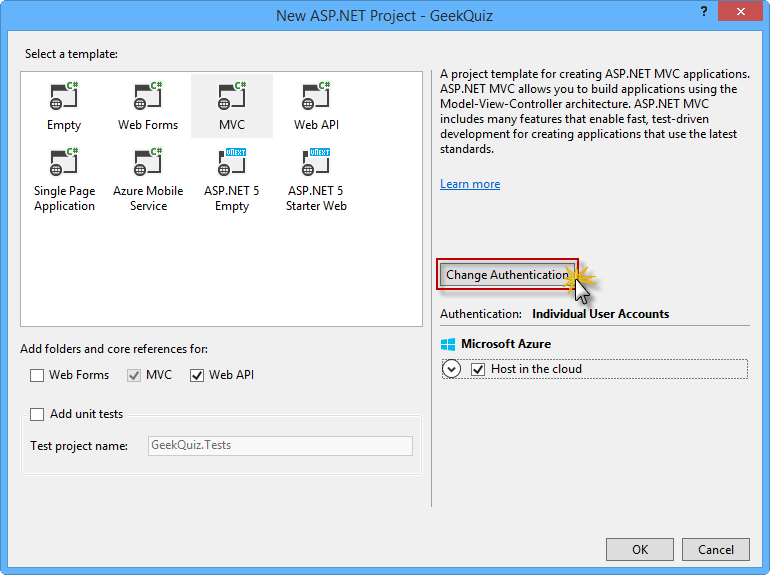 New ASP.NET Project - GeekQuiz
?
Select a template:
C#
C#
C#
C#
Empty
Web Forms
MVC
Web API
C#
C#
vNEXT
vNEXT
Single Page
Application
Azure Mobile
Service
ASP.NET 5
Empty
ASP.NET 5
Starter Web
A project template for creating ASP.NET MVC applications.
ASP.NET MVC allows you to build applications using the
Model-View-Controller architecture. ASP.NET MVC
includes many features that enable fast, test-driven
development for creating applications that use the latest
standards.
Learn more
Change Authentication
Authentication: Individual User Accounts
Microsoft Azure
Host in the cloud
Add folders and core references for:
Web Forms
MVC
Web API
Add unit tests
Test project name:
GeekQuiz.Tests
OK
Cancel